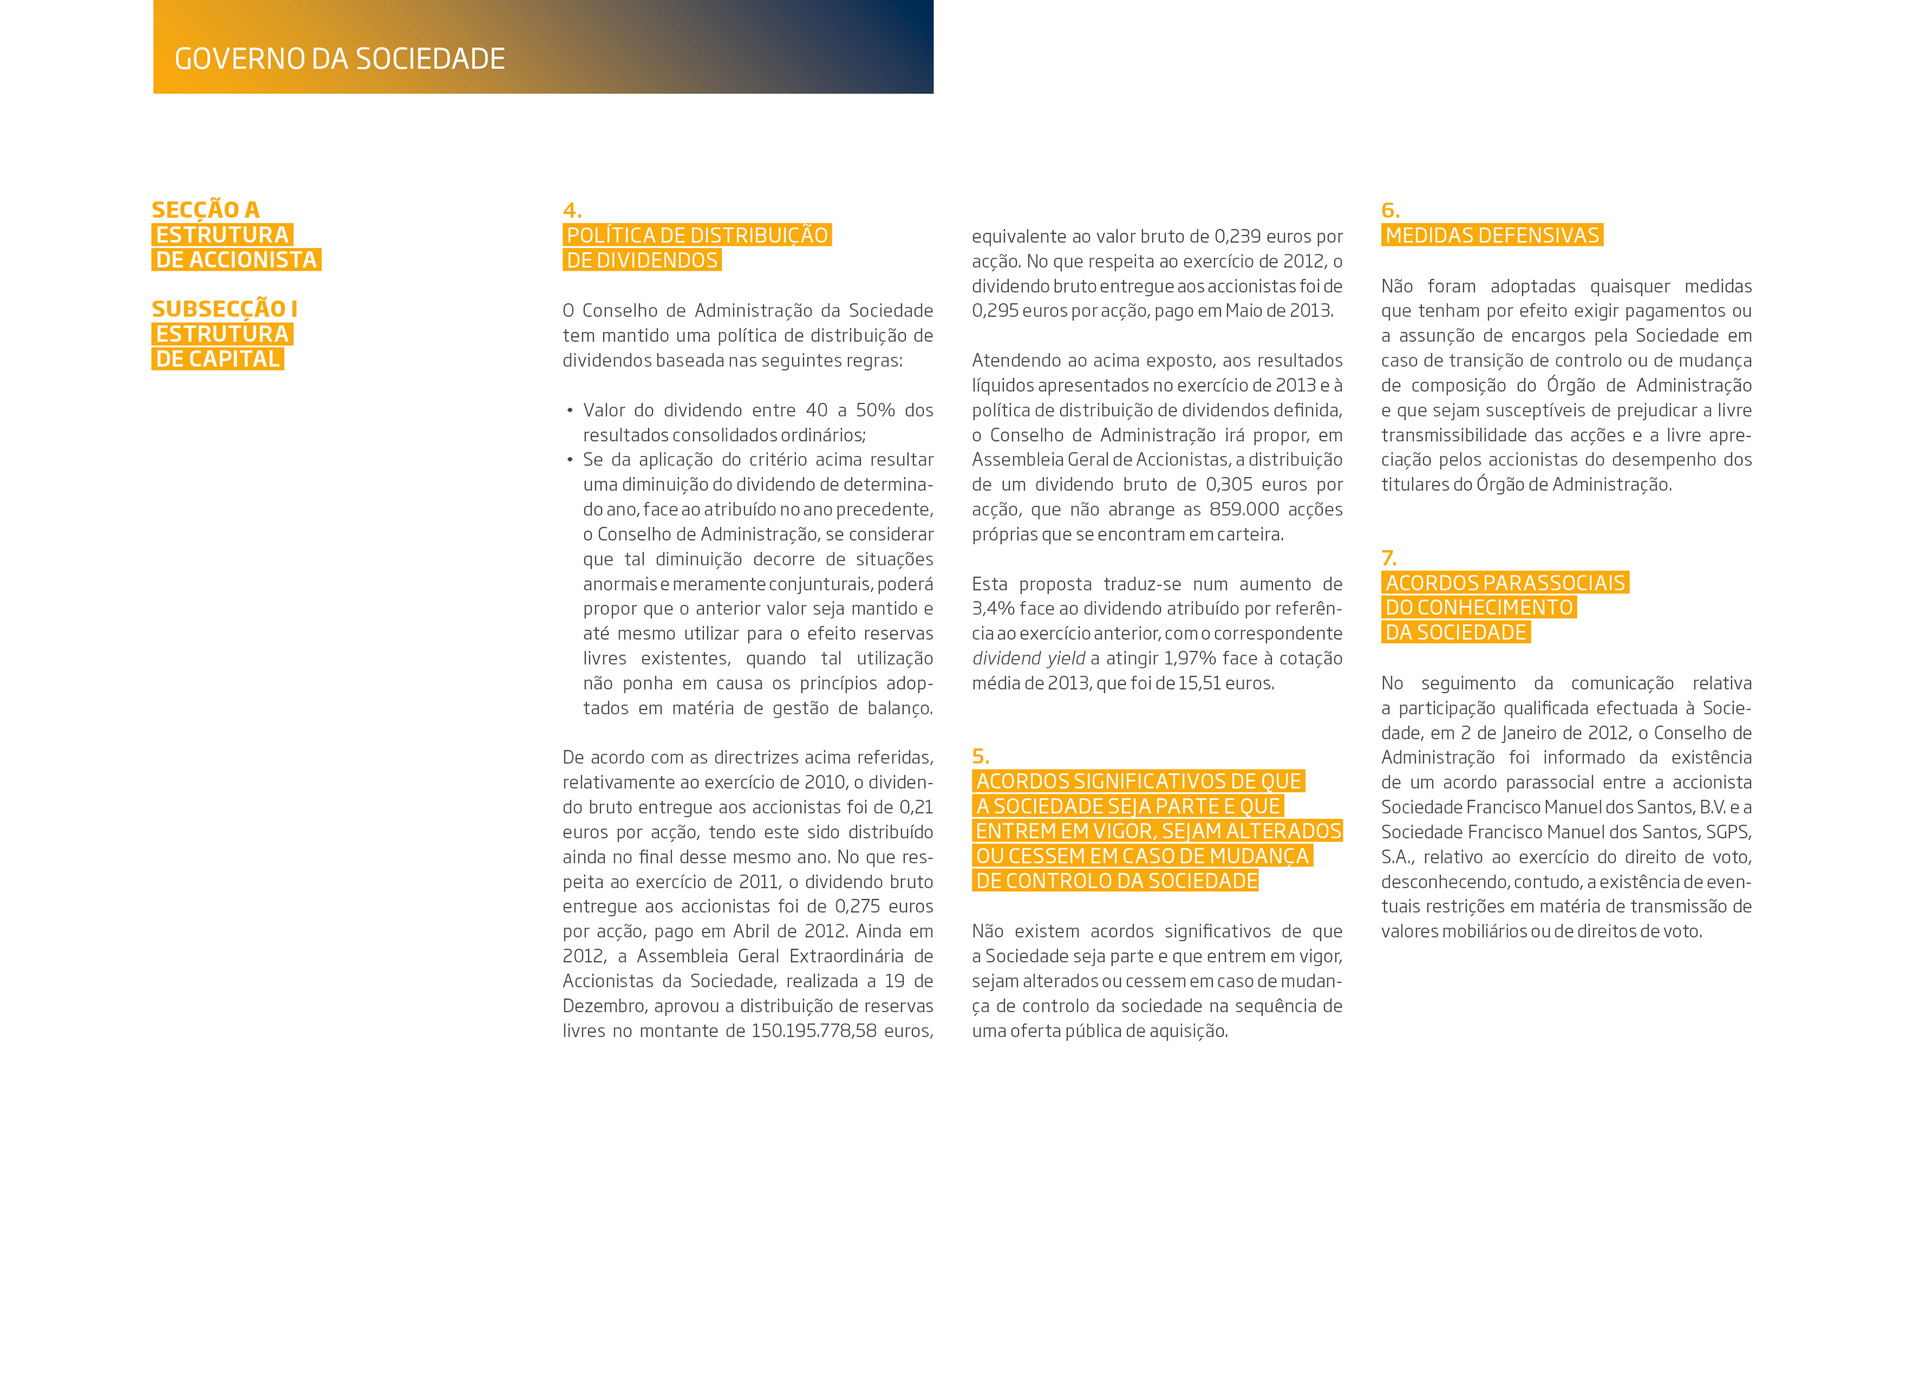 GOVERNO DA SOCIEDADE
SECÇÃO A
ESTRUTURA
DE ACCIONISTA
SUBSECÇÃO I
ESTRUTURA
DE CAPITAL
4.
POLÍTICA DE DISTRIBUIÇÃO
DE DIVIDENDOS
O Conselho de Administração da Sociedade
tem mantido uma política de distribuição de
dividendos baseada nas seguintes regras:
• Valor do dividendo entre 40 a 50% dos
resultados consolidados ordinários;
• Se da aplicação do critério acima resultar
uma diminuição do dividendo de determina-
do ano, face ao atribuído no ano precedente,
o Conselho de Administração, se considerar
que tal diminuição decorre de situações
anormais e meramente conjunturais, poderá
propor que o anterior valor seja mantido e
até mesmo utilizar para o efeito reservas
livres existentes, quando tal utilização
não ponha em causa os princípios adop-
tados em matéria de gestão de balanço.
De acordo com as directrizes acima referidas,
relativamente ao exercício de 2010, o dividen-
do bruto entregue aos accionistas foi de 0,21
euros por acção, tendo este sido distribuído
ainda no final desse mesmo ano. No que res-
peita ao exercício de 2011, o dividendo bruto
entregue aos accionistas foi de 0,275 euros
por acção, pago em Abril de 2012. Ainda em
2012, a Assembleia Geral Extraordinária de
Accionistas da Sociedade, realizada a 19 de
Dezembro, aprovou a distribuição de reservas
livres no montante de 150.195.778,58 euros,
equivalente ao valor bruto de 0,239 euros por
acção. No que respeita ao exercício de 2012, o
dividendo bruto entregue aos accionistas foi de
0,295 euros por acção, pago em Maio de 2013.
Atendendo ao acima exposto, aos resultados
líquidos apresentados no exercício de 2013 e à
política de distribuição de dividendos definida,
o Conselho de Administração irá propor, em
Assembleia Geral de Accionistas, a distribuição
de um dividendo bruto de 0,305 euros por
acção, que não abrange as 859.000 acções
próprias que se encontram em carteira.
Esta proposta traduz-se num aumento de
3,4% face ao dividendo atribuído por referên-
cia ao exercício anterior, com o correspondente
dividend yield a atingir 1,97% face à cotação
média de 2013, que foi de 15,51 euros.
5.
ACORDOS SIGNIFICATIVOS DE QUE
A SOCIEDADE SEJA PARTE E QUE
ENTREM EM VIGOR, SEJAM ALTERADOS
OU CESSEM EM CASO DE MUDANÇA
DE CONTROLO DA SOCIEDADE
Não existem acordos significativos de que
a Sociedade seja parte e que entrem em vigor,
sejam alterados ou cessem em caso de mudan-
ça de controlo da sociedade na sequência de
uma oferta pública de aquisição.
6.
MEDIDAS DEFENSIVAS
Não foram adoptadas quaisquer medidas
que tenham por efeito exigir pagamentos ou
a assunção de encargos pela Sociedade em
caso de transição de controlo ou de mudança
de composição do Órgão de Administração
e que sejam susceptíveis de prejudicar a livre
transmissibilidade das acções e a livre apre-
ciação pelos accionistas do desempenho dos
titulares do Órgão de Administração.
7.
ACORDOS PARASSOCIAIS
DO CONHECIMENTO
DA SOCIEDADE
No seguimento da comunicação relativa
a participação qualificada efectuada à Socie-
dade, em 2 de Janeiro de 2012, o Conselho de
Administração foi informado da existência
de um acordo parassocial entre a accionista
Sociedade Francisco Manuel dos Santos, B.V. e a
Sociedade Francisco Manuel dos Santos, SGPS,
S.A., relativo ao exercício do direito de voto,
desconhecendo, contudo, a existência de even-
tuais restrições em matéria de transmissão de
valores mobiliários ou de direitos de voto.